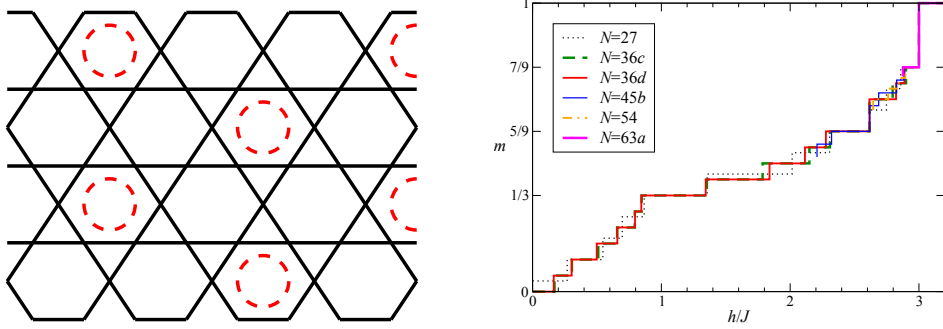 1
7/9
5/9
m
1/3
0
N=27
N=36c
N=36d
N=45b
N=54
N=63a
0 1 2 3
h/J